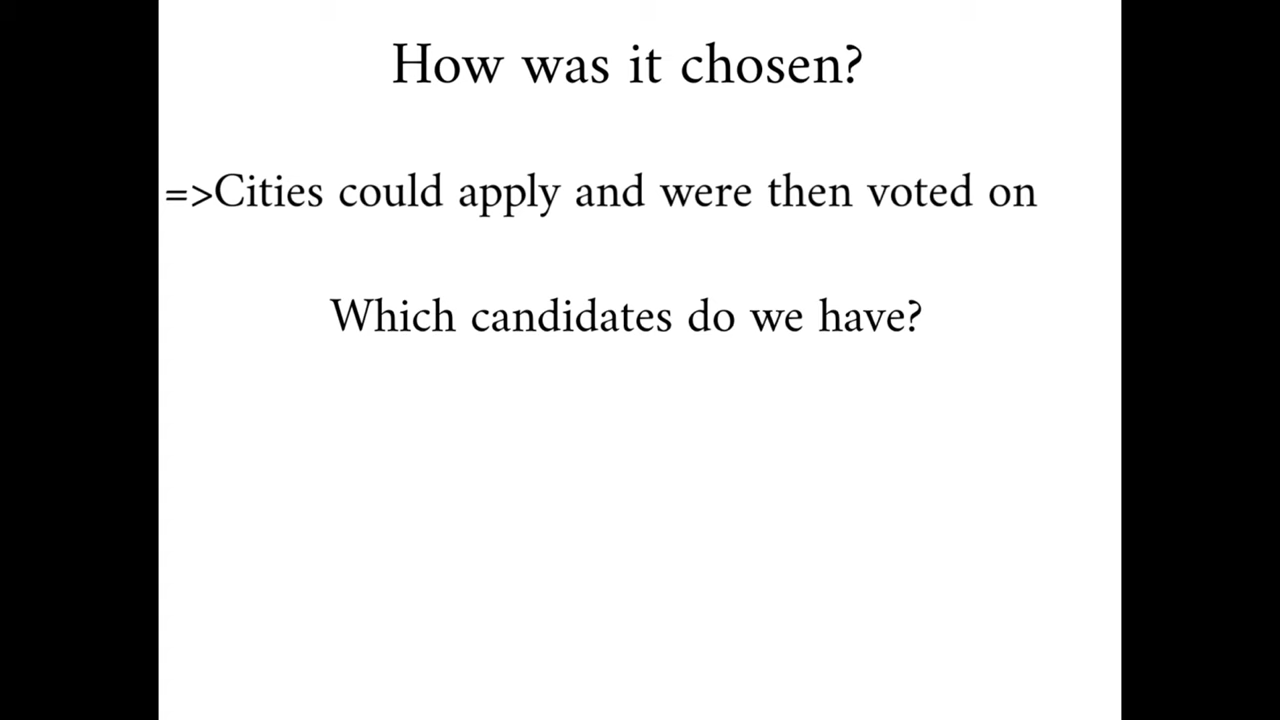 How was it chosen?
=>Cities could apply and were then voted on
Which candidates do we have?